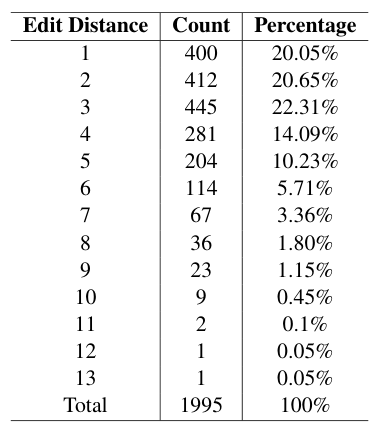 Edit Distance Count Percentage
1 400 20.05%
2 412 20.65%
3 445 22.31%
4 281 14.09%
5 204 10.23%
6 114 5.71%
7 67 3.36%
8 36 1.80%
9 23 1.15%
10 9 0.45%
11 2 0.1%
12 1 0.05%
13 1 0.05%
Total 1995 100%